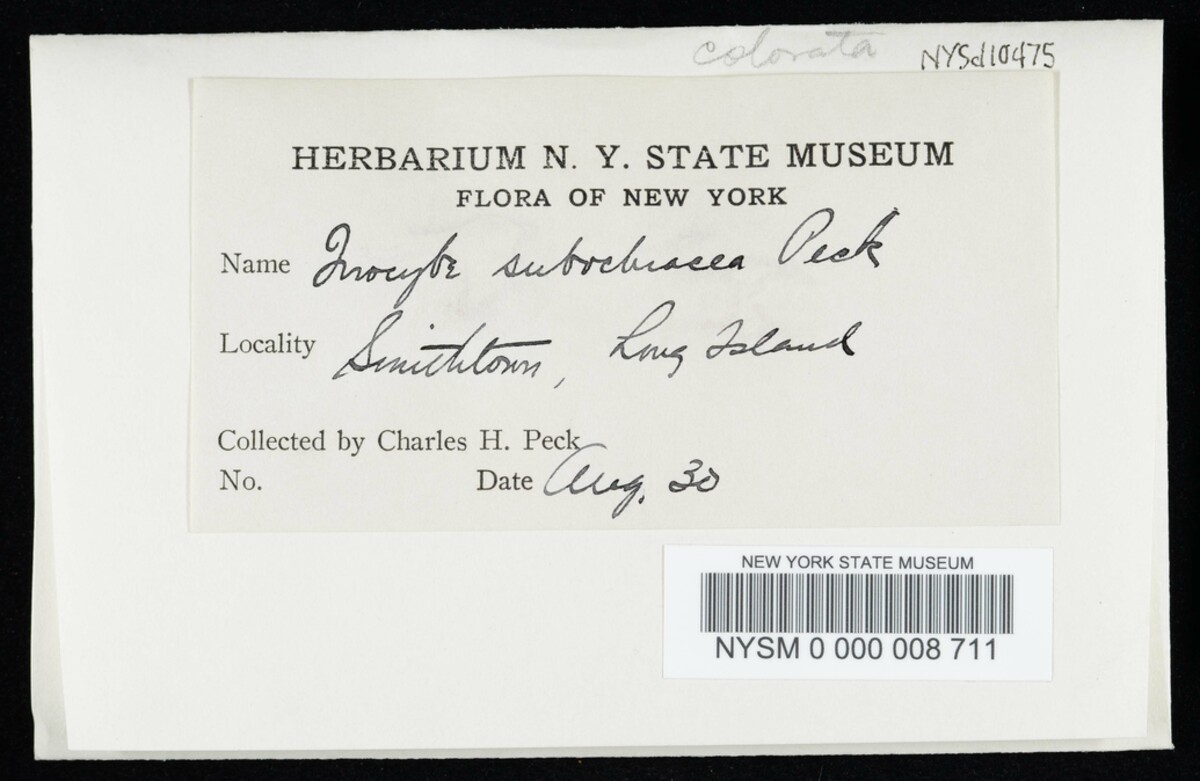 colorata
NYSd10475
HERBARIUM N. Y. STATE MUSEUM
FLORA OF NEW YORK
Name Inocybe subochracea Peck
Locality Smithtown, Long Island
Collected by Charles H. Peck
No. Date Aug. 30
NEW YORK STATE MUSEUM
NYSM 0 000 008 711